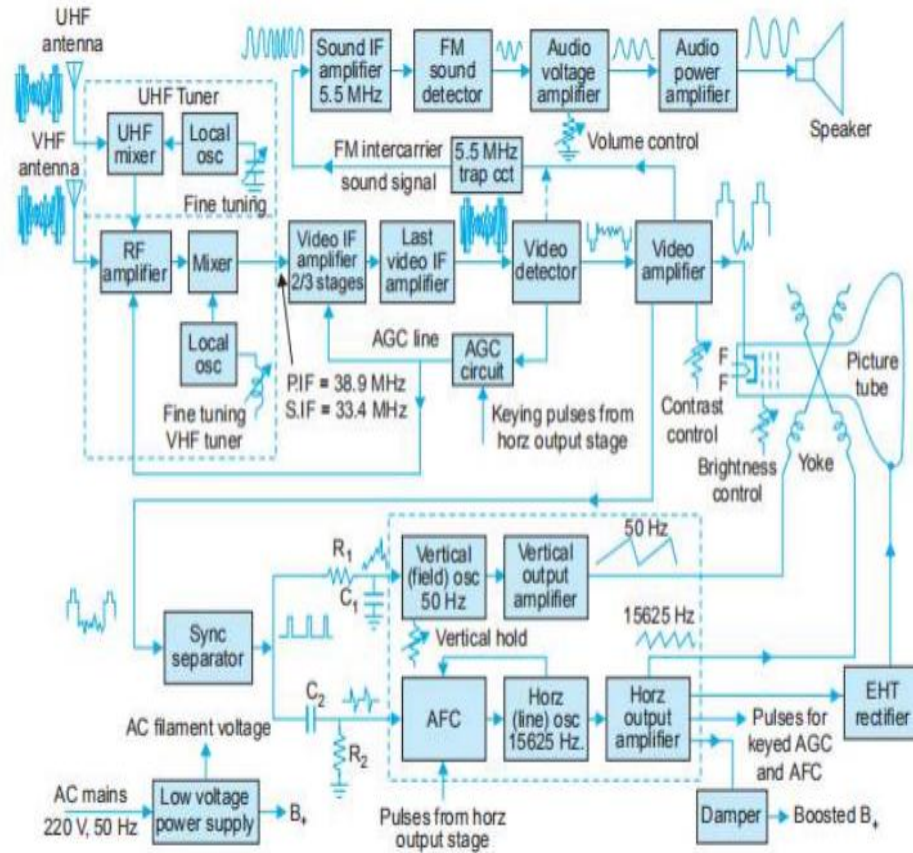 UHF
antenna
Sound IF
amplifier
5.5 MHz
FM
sound
detector
Audio
voltage
amplifier
Audio
power
amplifier
UHF Tuner
UHF
mixer
Local
osc
Speaker
Volume control
VHF
antenna
FM intercarrier
sound signal
5.5 MHz
trap cct
Fine tuning
RF
amplifier
Mixer
Video IF
amplifier
2/3 stages
Last
video IF
amplifier
Video
detector
Video
amplifier
Local
osc
AGC line
AGC
circuit
F
F
Picture
tube
P.IF = 38.9 MHz
S.IF = 33.4 MHz
Fine tuning
VHF tuner
Keying pulses from
horz output stage
Contrast
control
Brightness
control
Yoke
R1
C1
Vertical
(field) osc
50 Hz
Vertical
output
amplifier
50 Hz
Sync
separator
Vertical hold
15625 Hz
C2
R2
AFC
Horz
(line) osc
15625 Hz.
Horz
output
amplifier
EHT
rectifier
AC filament voltage
Pulses for
keyed AGC
and AFC
AC mains
220 V, 50 Hz
Low voltage
power supply
B+
Pulses from horz
output stage
Damper
Boosted B+